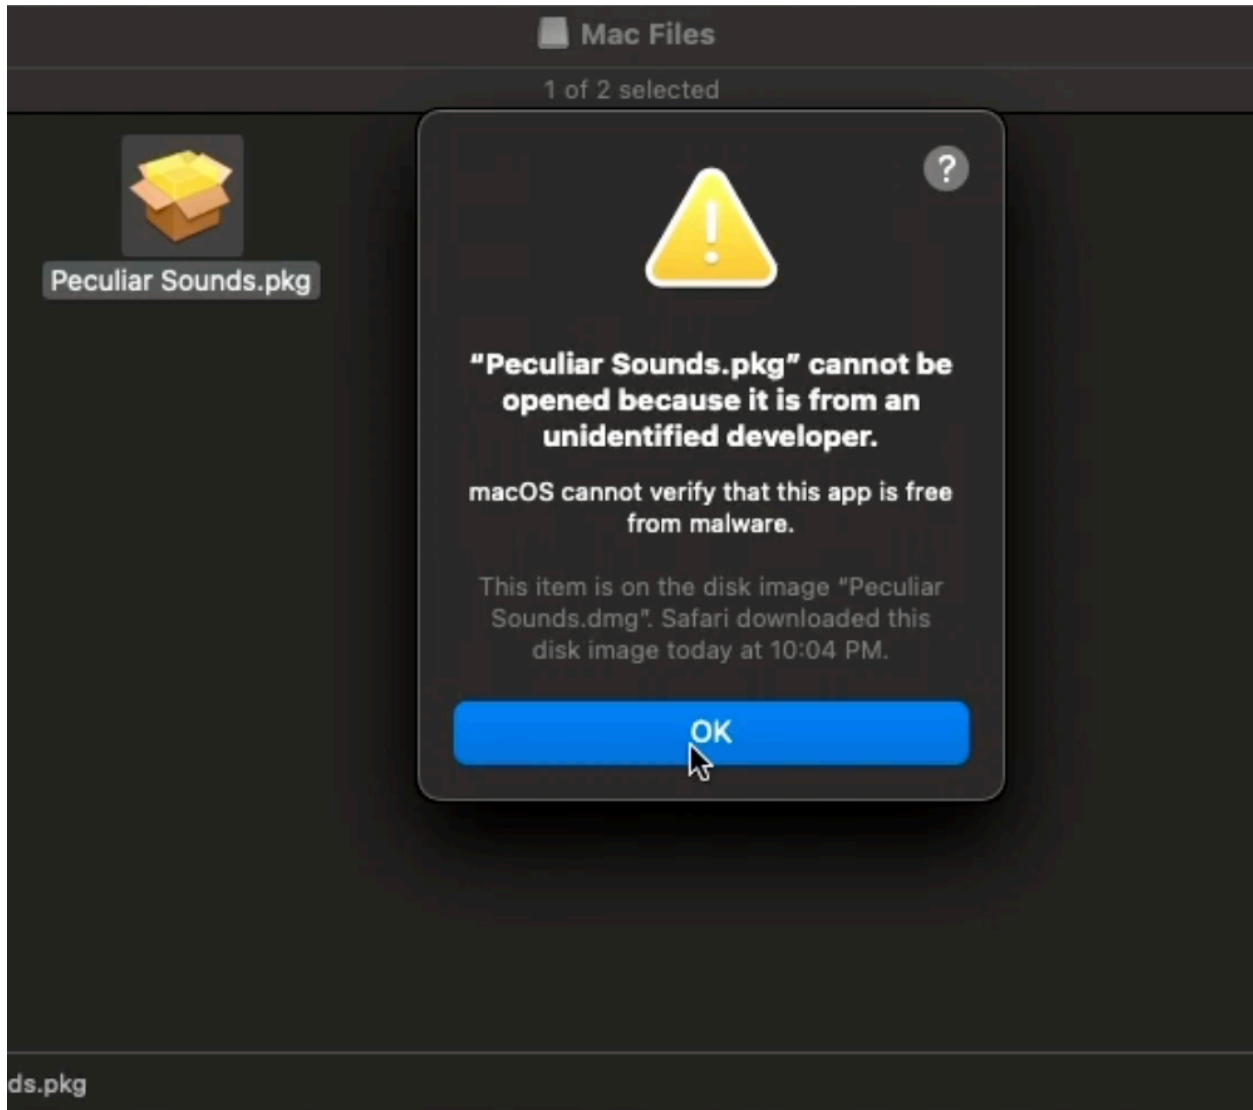 Mac Files
1 of 2 selected
?
Peculiar Sounds.pkg
“Peculiar Sounds.pkg” cannot be
opened because it is from an
unidentified developer.
macOS cannot verify that this app is free
from malware.
This item is on the disk image “Peculiar
Sounds.dmg”. Safari downloaded this
disk image today at 10:04 PM.
OK
ds.pkg